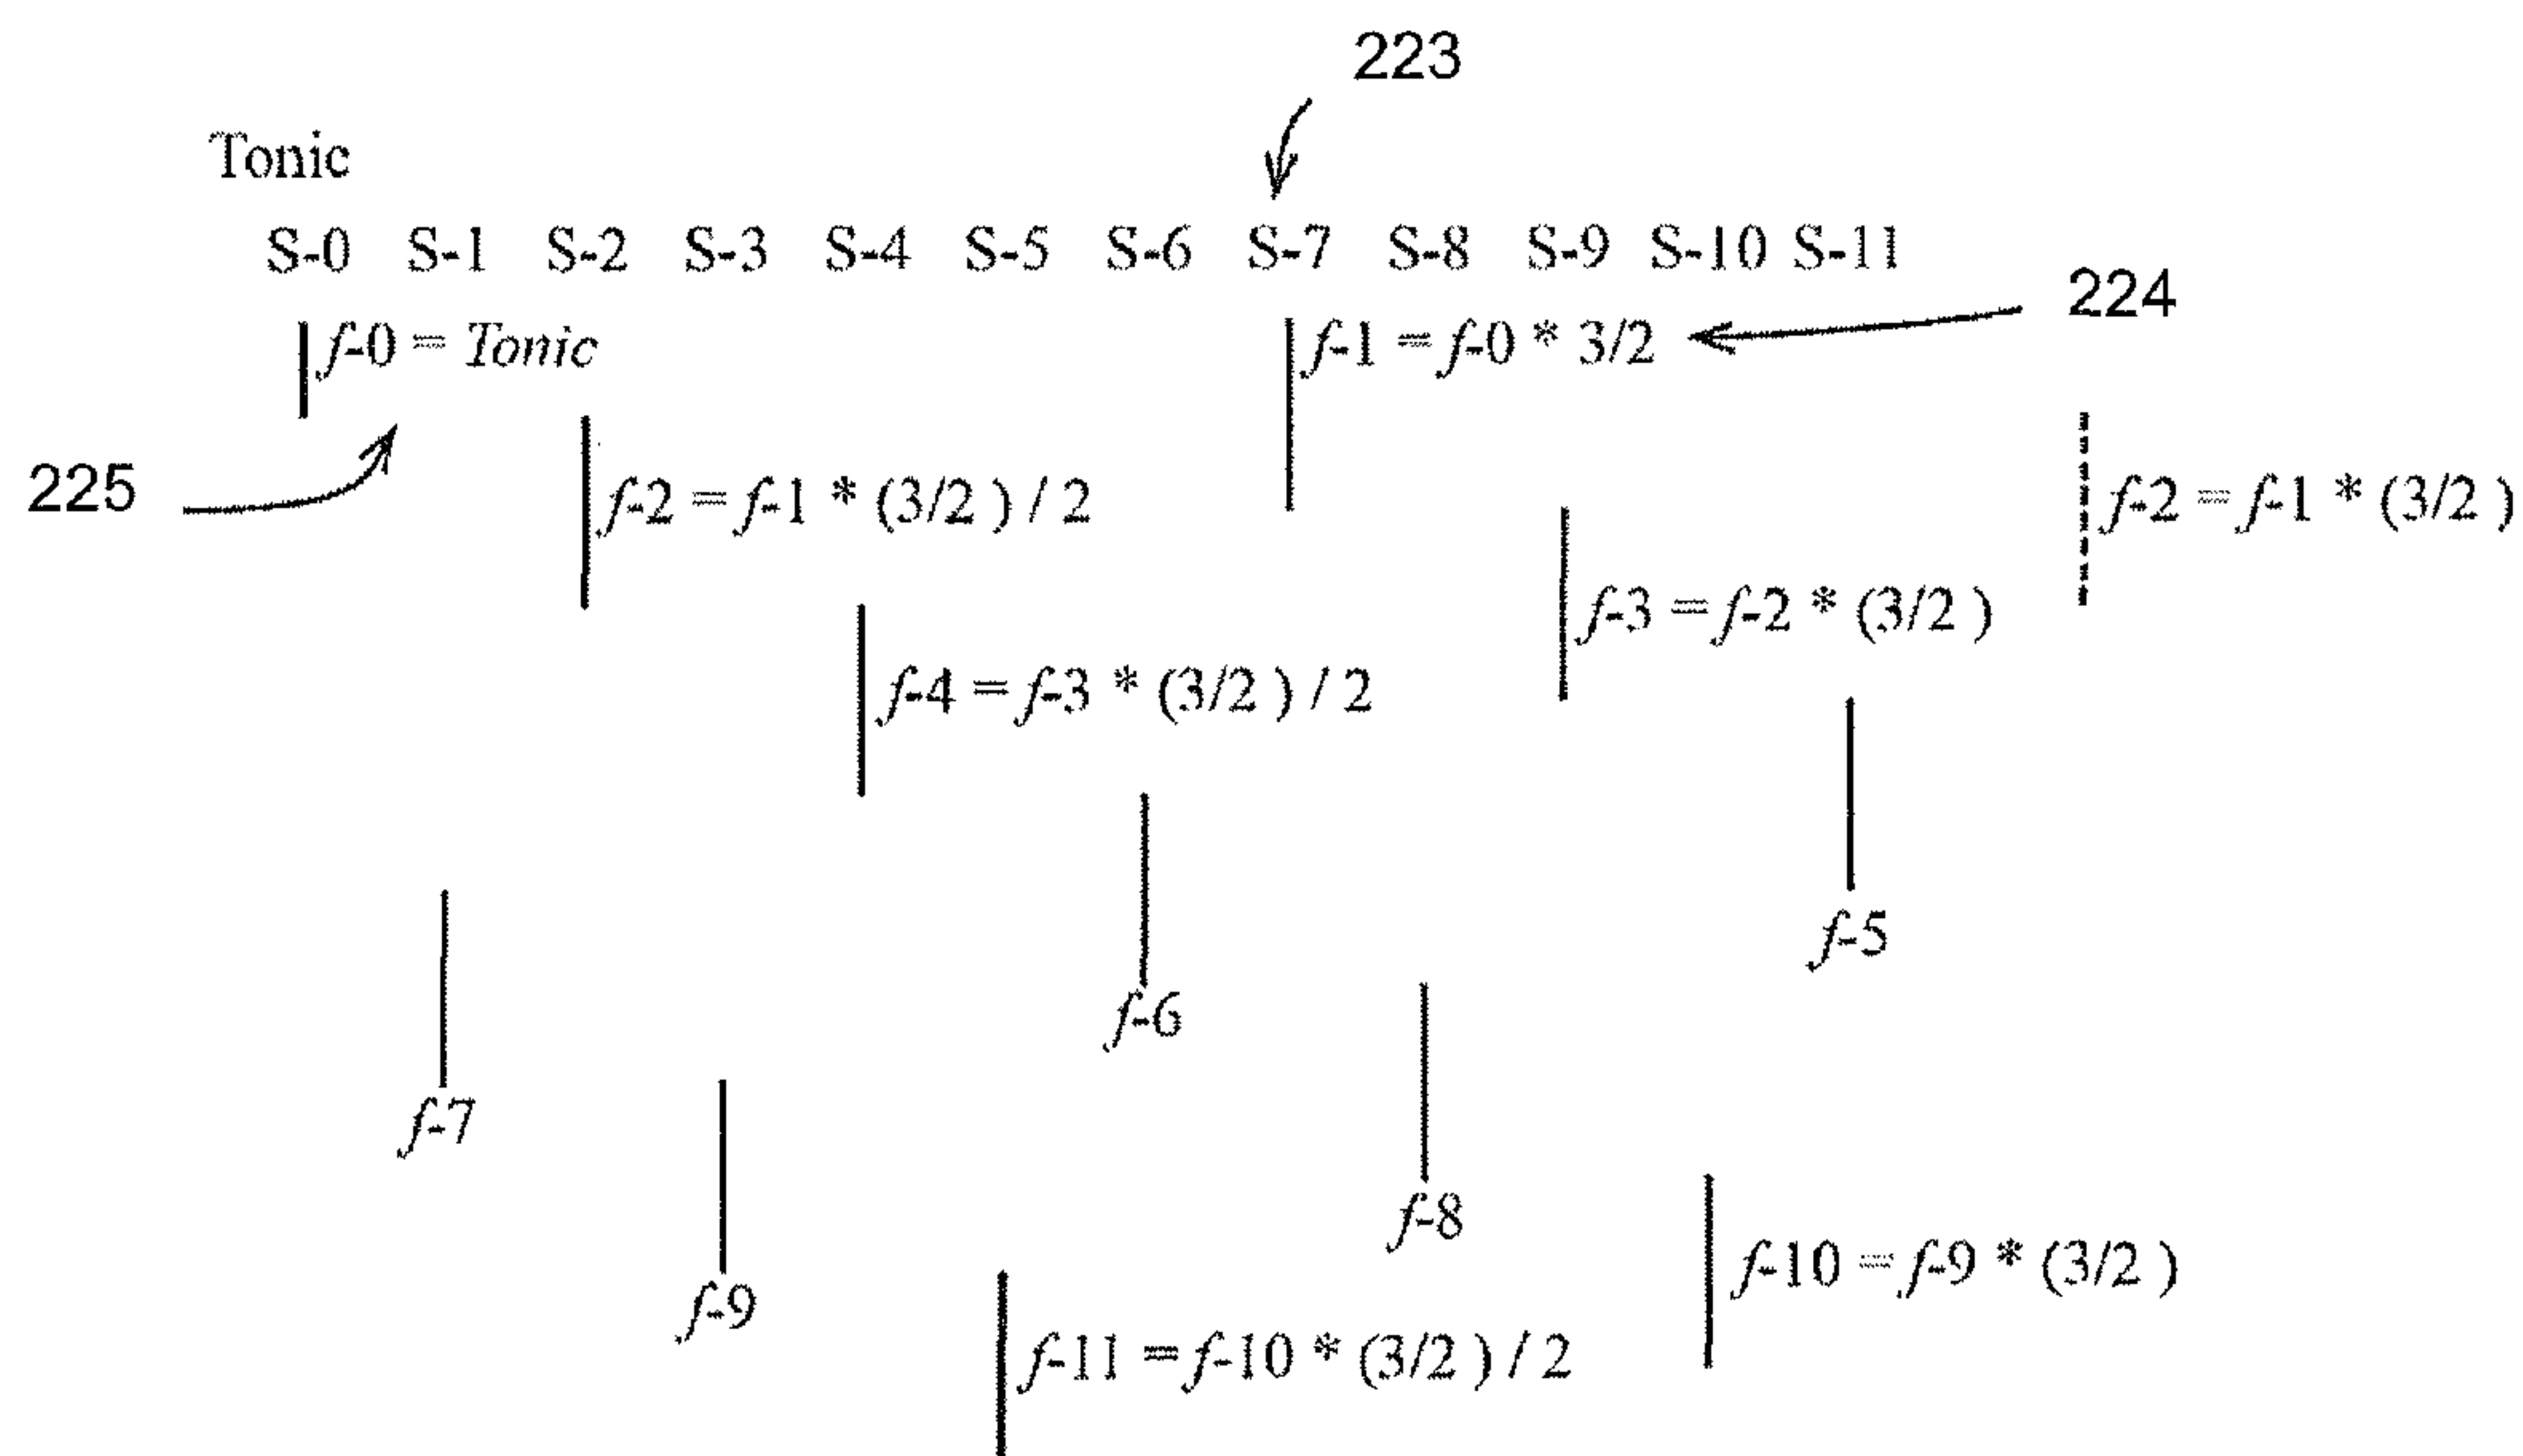 223
Tonic
S-0 S-1 S-2 S-3 S-4 S-5 S-6 S-7 S-8 S-9 S-10 S-11
224
f-0 = Tonic
f-1 = f-0 * 3/2
225
f-2 = f-1 * (3/2 ) / 2
f-2 = f-1 * (3/2 )
f-3 = f-2 * (3/2 )
f-4 = f-3 * (3/2 ) / 2
f-5
f-6
f-7
f-8
f-10 = f-9 * (3/2 )
f-9
f-11 = f-10 * (3/2 ) / 2